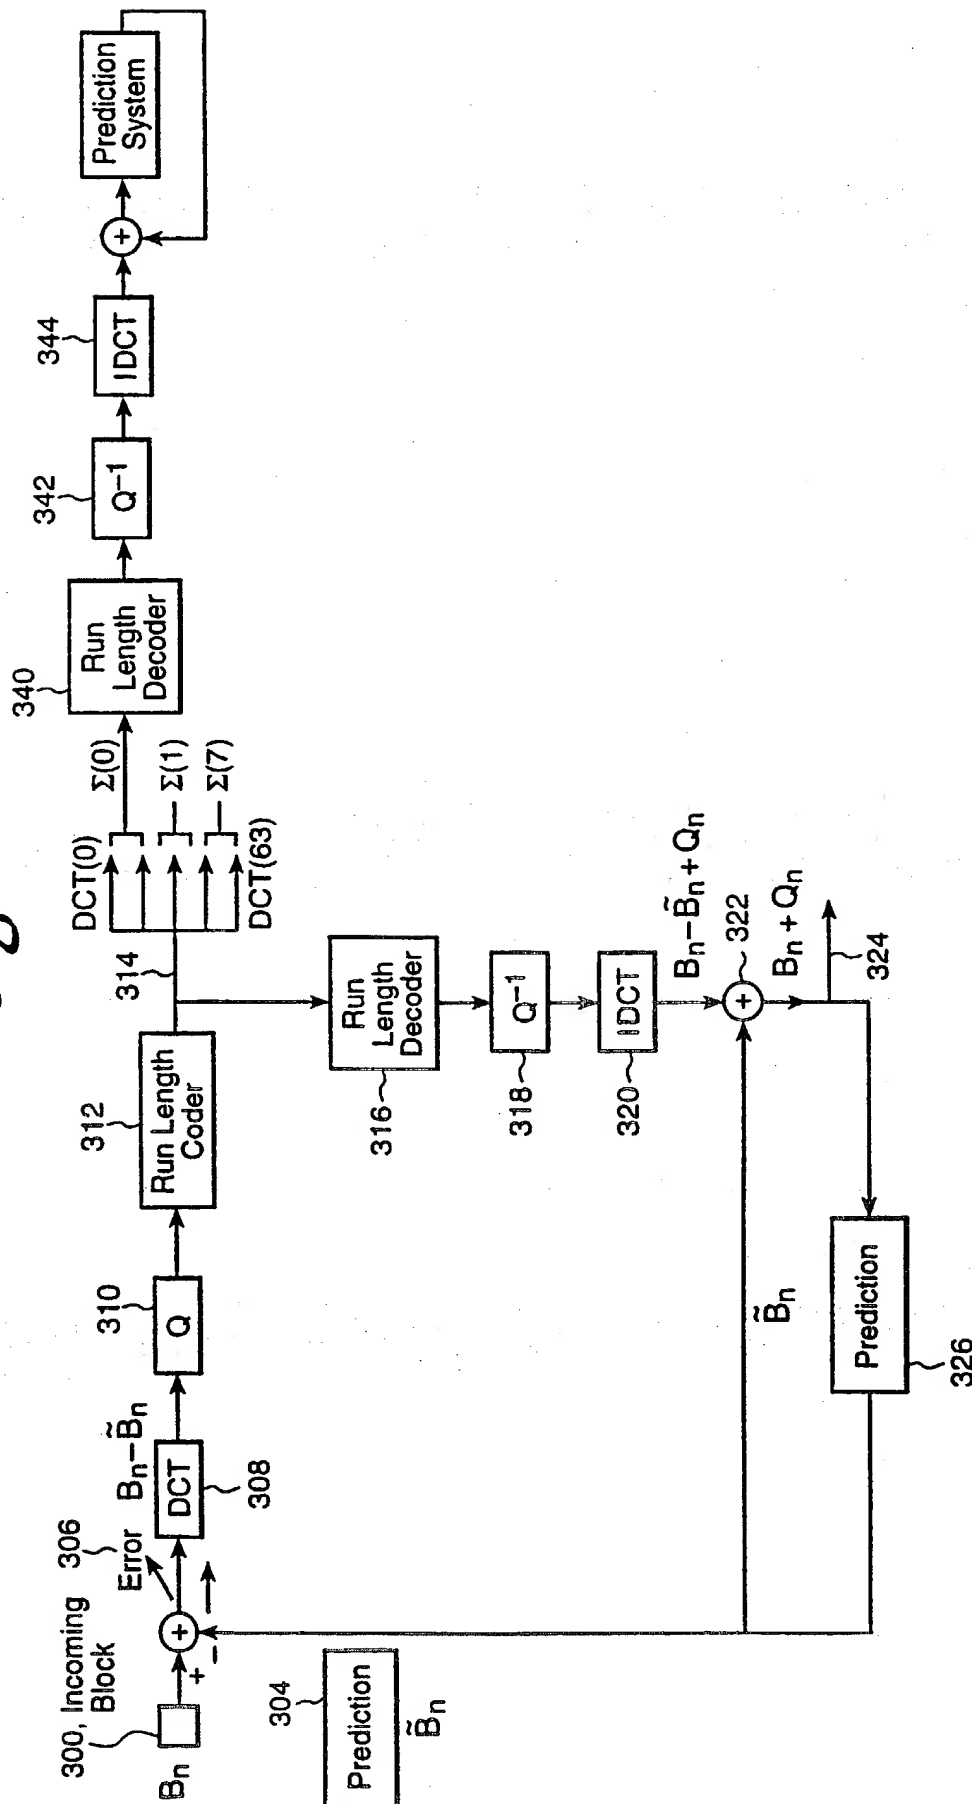 300, Incoming
Block
Bn
+
+
−
306
Error
Bn−B̃n
DCT
308
310
Q
312
Run Length
Coder
314
DCT(0)
DCT(63)
Σ(0)
Σ(1)
Σ(7)
340
Run
Length
Decoder
342
Q⁻¹
344
IDCT
+
Prediction
System
304
Prediction
B̃n
316
Run
Length
Decoder
318
Q⁻¹
320
IDCT
Bn−B̃n+Qn
322
+
Bn+Qn
324
B̃n
Prediction
326